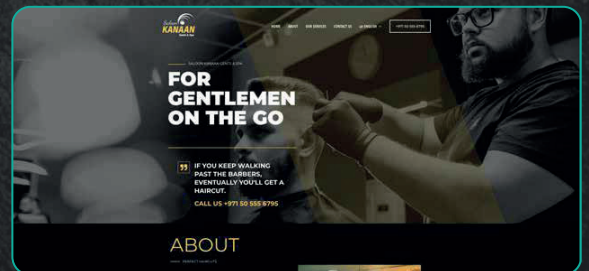 KANAAN
HOME ABOUT OUR SERVICES CONTACT US ENGLISH
FOR
GENTLEMEN
ON THE GO
IF YOU KEEP WALKING
PAST THE BARBERS,
EVENTUALLY YOU'LL GET A
HAIRCUT.
CALL US +971 50 555 6795
ABOUT